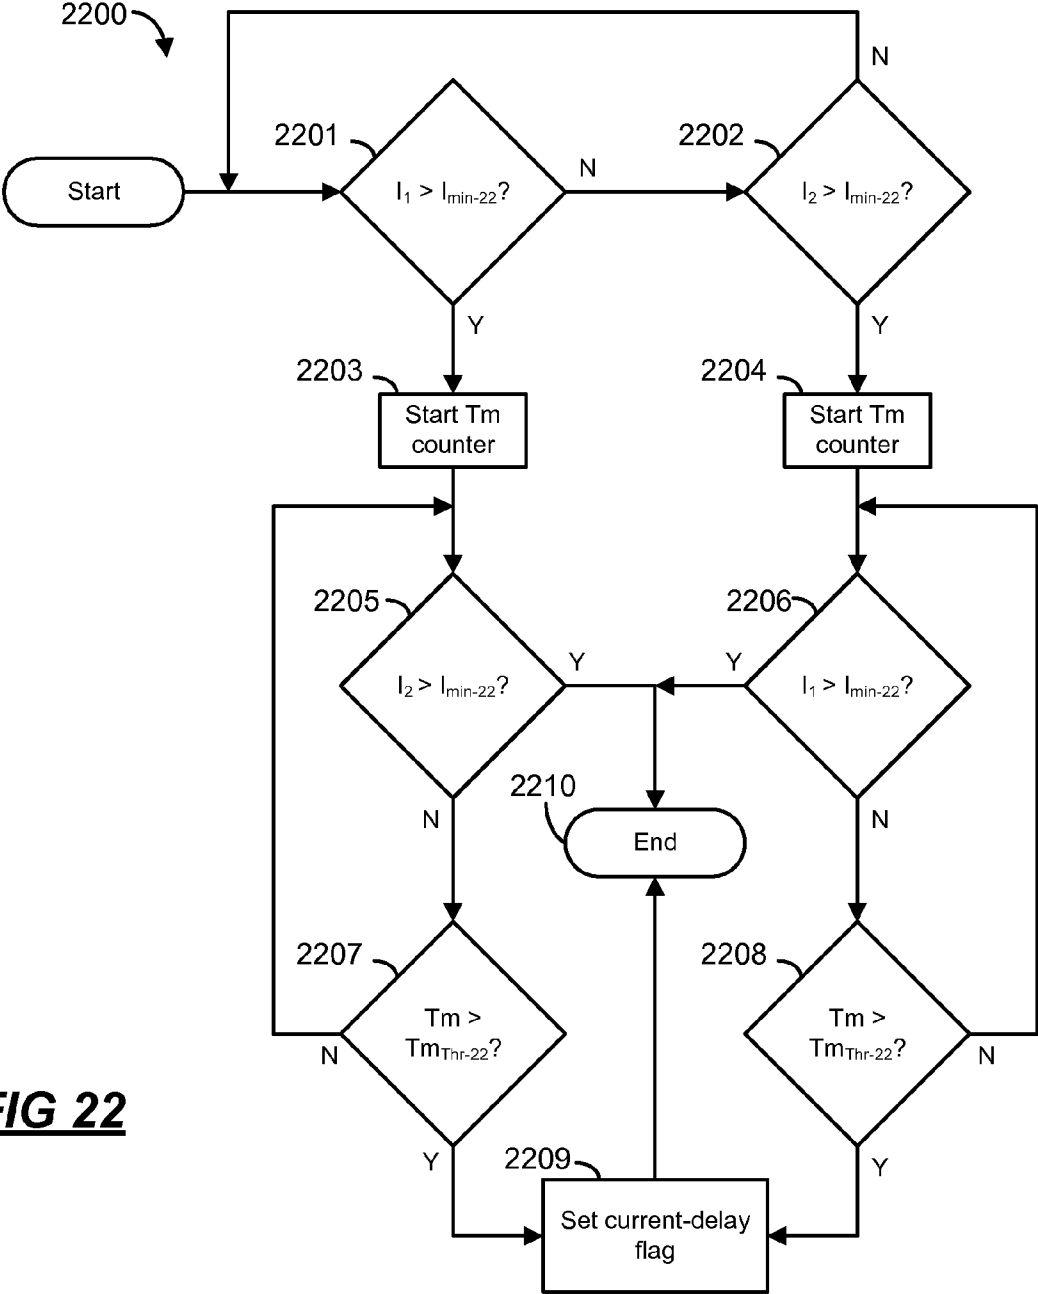 2200
N
2201
2202
Start
I1 > Imin-22?
N
I2 > Imin-22?
Y
Y
2203
2204
Start Tm
counter
Start Tm
counter
2205
2206
I2 > Imin-22?
Y
Y
I1 > Imin-22?
2210
N
N
End
2207
2208
Tm >
TmThr-22?
N
Tm >
TmThr-22?
N
FIG 22
Y
Y
2209
Set current-delay
flag